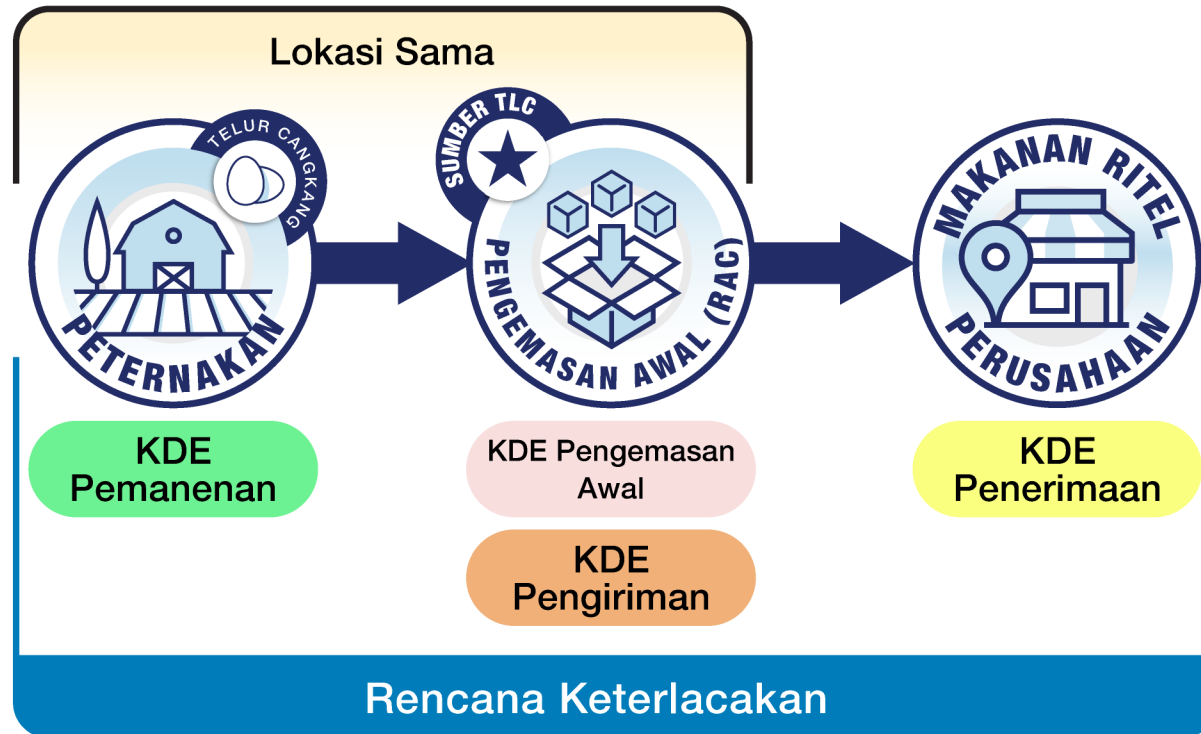 Lokasi Sama
TELUR CANGKANG
PETERNAKAN
SUMBER TLC
PENGEMASAN AWAL (RAC)
MAKANAN RITEL
PERUSAHAAN
KDE
Pemanenan
KDE Pengemasan
Awal
KDE
Pengiriman
KDE
Penerimaan
Rencana Keterlacakan